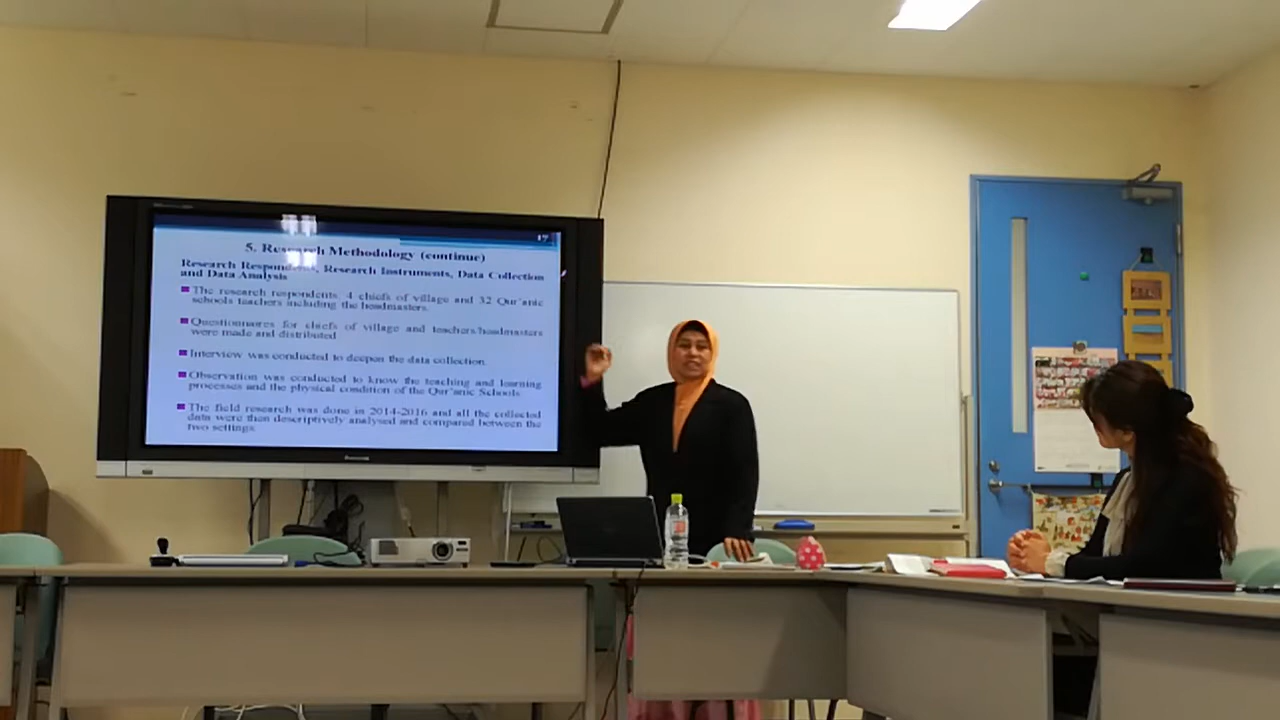 17
5. Research Methodology (continue)
Research Respondents, Research Instruments, Data Collection
and Data Analysis
The research respondents, 4 chiefs of village and 32 Qur'anic
schools teachers including the headmasters.
Questionnaires for chiefs of village and teachers/headmasters
were made and distributed
Interview was conducted to deepen the data collection.
Observation was conducted to know the teaching and learning
processes and the physical condition of the Qur'anic Schools
The field research was done in 2014-2016 and all the collected
data were then descriptively analysed and compared between the
two settings.
Panasonic